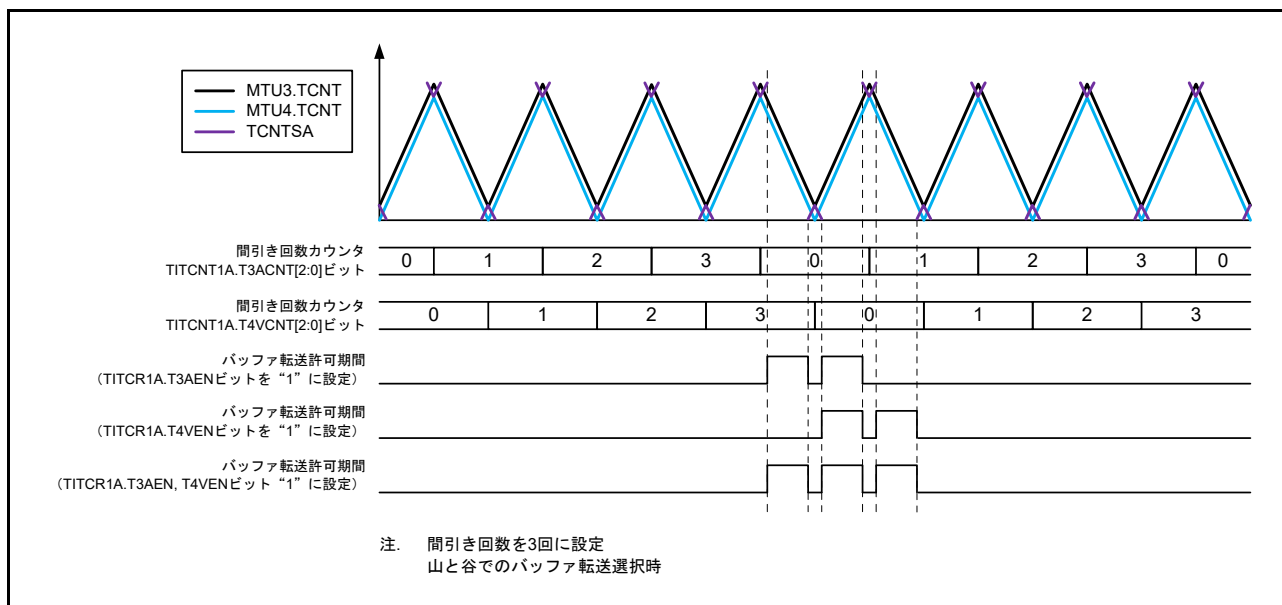 MTU3.TCNT
MTU4.TCNT
TCNTSA
間引き回数カウンタ
TITCNT1A.T3ACNT[2:0]ビット
0 1 2 3 0 1 2 3 0
間引き回数カウンタ
TITCNT1A.T4VCNT[2:0]ビット
0 1 2 3 0 1 2 3
バッファ転送許可期間
（TITCR1A.T3AENビットを“1”に設定）
バッファ転送許可期間
（TITCR1A.T4VENビットを“1”に設定）
バッファ転送許可期間
（TITCR1A.T3AEN, T4VENビット“1”に設定）
注. 間引き回数を3回に設定
山と谷でのバッファ転送選択時